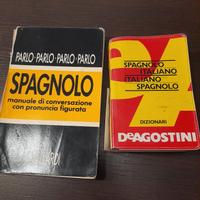 PARLO·PARLO·PARLO·PARLO
SPAGNOLO
manuale di conversazione
con pronuncia figurata
SPAGNOLO
ITALIANO
ITALIANO
SPAGNOLO
DIZIONARI
DeAGOSTINI